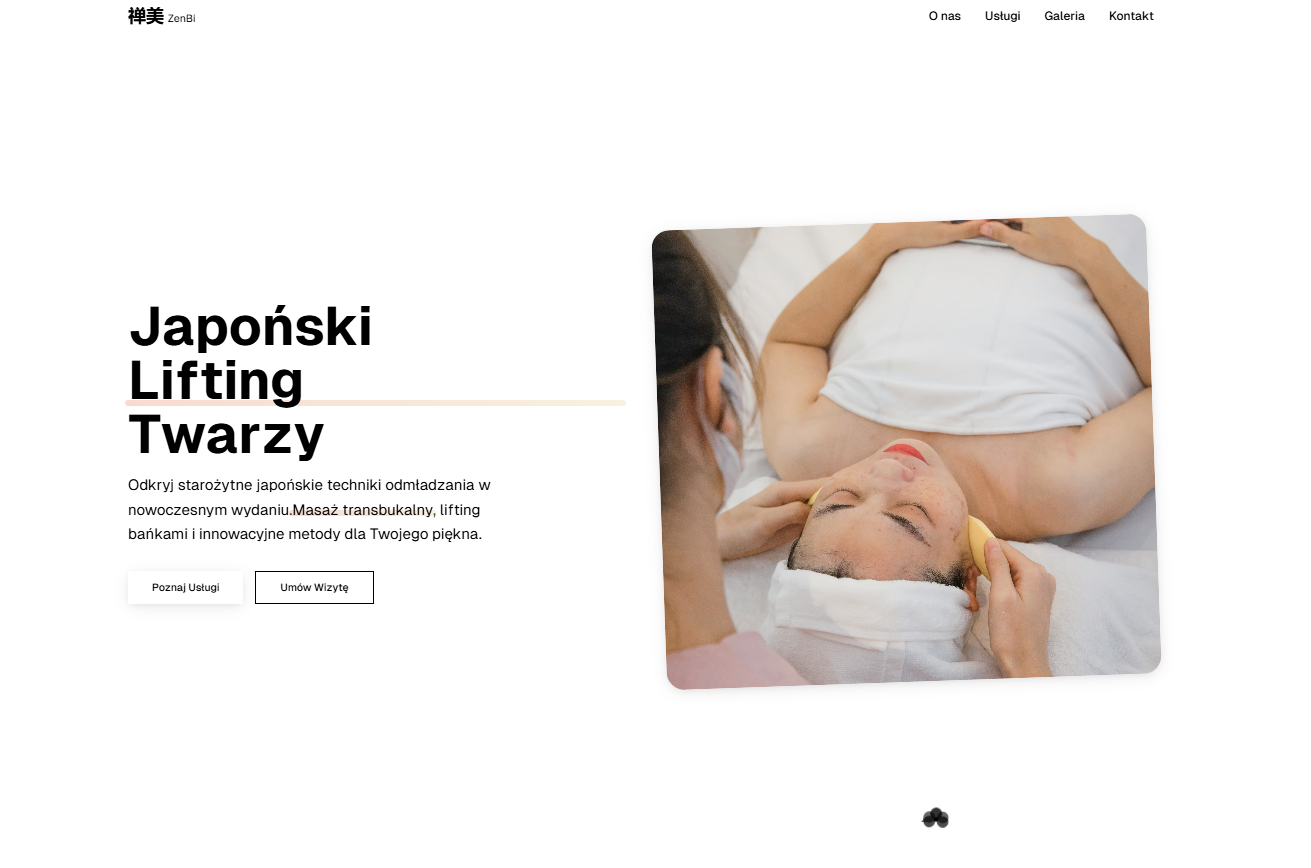 禅美 ZenBi
O nas Usługi Galeria Kontakt
Japoński
Lifting
Twarzy
Odkryj starożytne japońskie techniki odmładzania w
nowoczesnym wydaniu.Masaż transbukalny, lifting
bańkami i innowacyjne metody dla Twojego piękna.
Poznaj Usługi Umów Wizytę